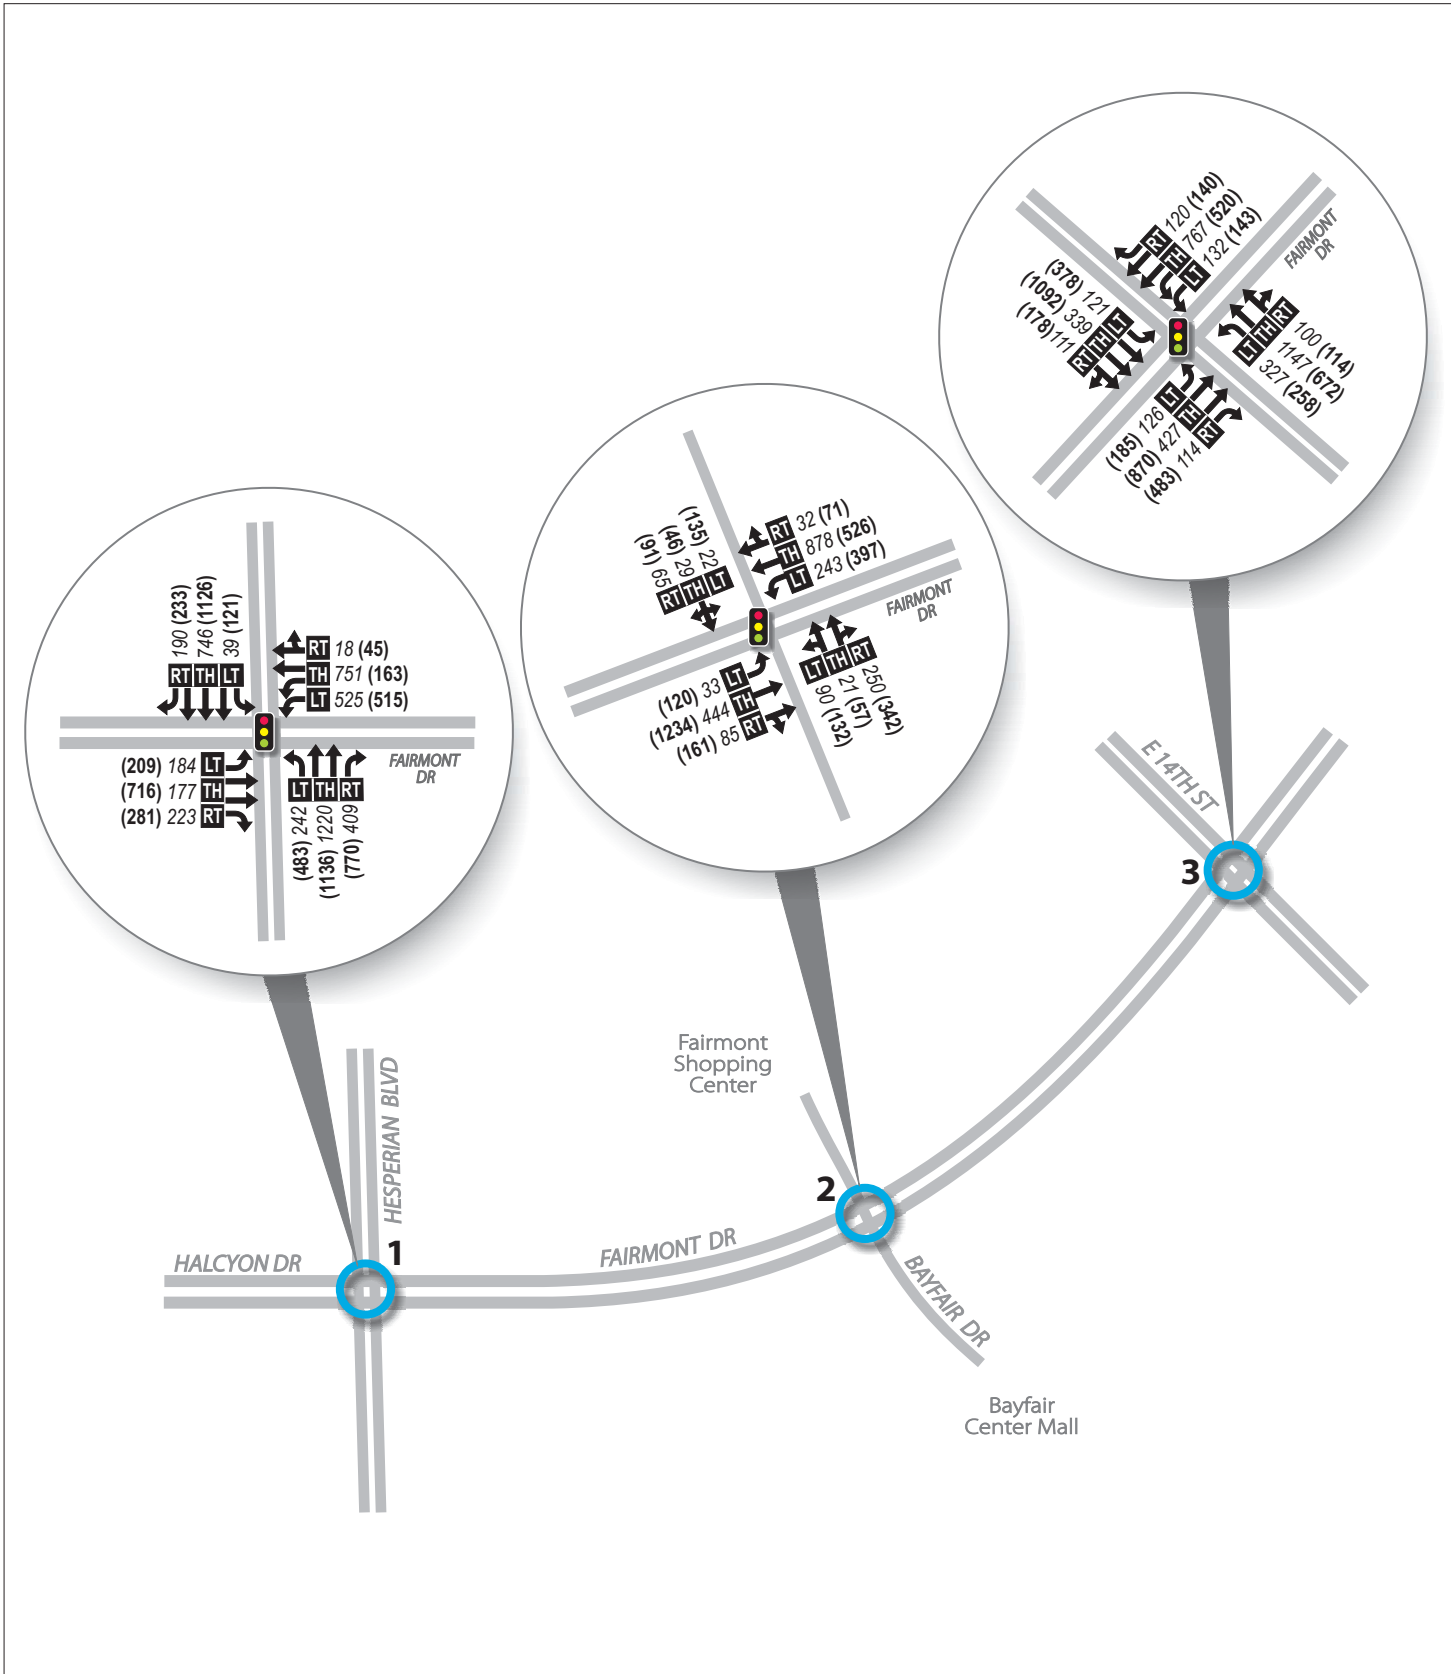 RT 120 (140)
TH 767 (520)
LT 132 (143)
FAIRMONT
DR
(378) 121 LT
(1092) 339 TH
(178) 111 RT
RT 100 (114)
TH 1147 (672)
LT 327 (258)
(185) 126 LT
(870) 427 TH
(483) 114 RT
(135) 22 LT
(46) 29 TH
(91) 65 RT
RT 32 (71)
TH 878 (526)
LT 243 (397)
FAIRMONT
DR
(120) 33 LT
(1234) 444 TH
(161) 85 RT
LT 90 (132)
TH 21 (57)
RT 250 (342)
RT 190 (233)
TH 746 (1126)
LT 39 (121)
RT 18 (45)
TH 751 (163)
LT 525 (515)
FAIRMONT
DR
(209) 184 LT
(716) 177 TH
(281) 223 RT
(483) 242 LT
(1136) 1220 TH
(770) 409 RT
E 14TH ST
3
Fairmont
Shopping
Center
HESPERIAN BLVD
2
1
HALCYON DR
FAIRMONT DR
BAYFAIR DR
Bayfair
Center Mall